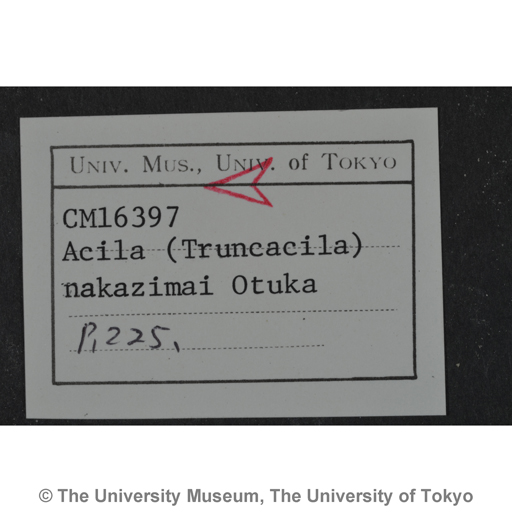 UNIV. MUS., UNIV. of TOKYO
CM16397
Acila (Truncacila)
nakazimai Otuka
P, 225,
© The University Museum, The University of Tokyo